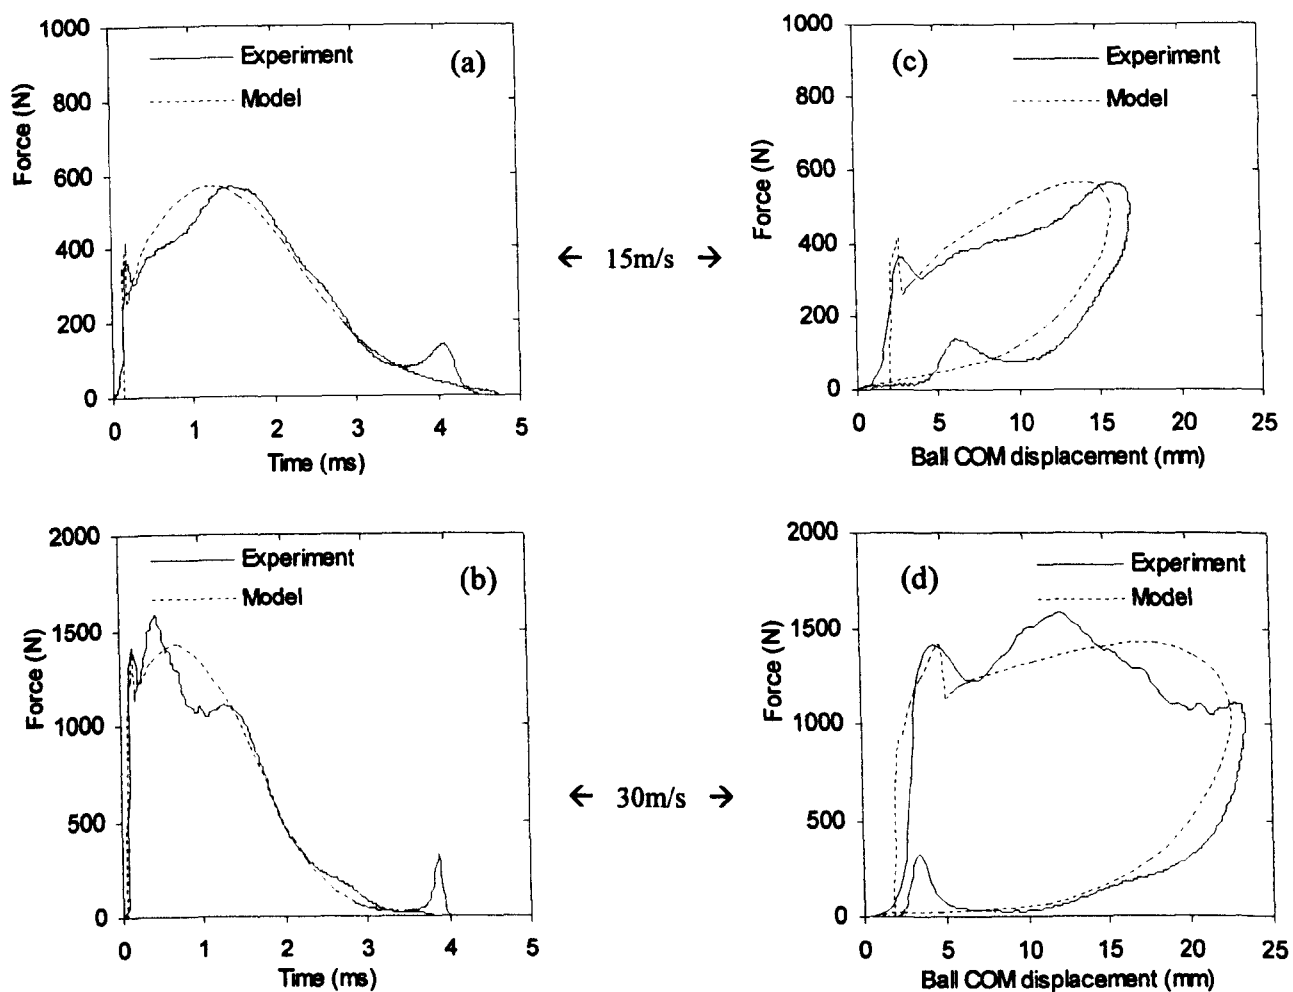 1000
800
600
400
200
0
Force (N)
Experiment
Model
(a)
0 1 2 3 4 5
Time (ms)
1000
800
600
400
200
0
Force (N)
Experiment
Model
(c)
0 5 10 15 20 25
Ball COM displacement (mm)
← 15m/s →
2000
1500
1000
500
0
Force (N)
Experiment
Model
(b)
0 1 2 3 4 5
Time (ms)
2000
1500
1000
500
0
Force (N)
Experiment
Model
(d)
0 5 10 15 20 25
Ball COM displacement (mm)
← 30m/s →